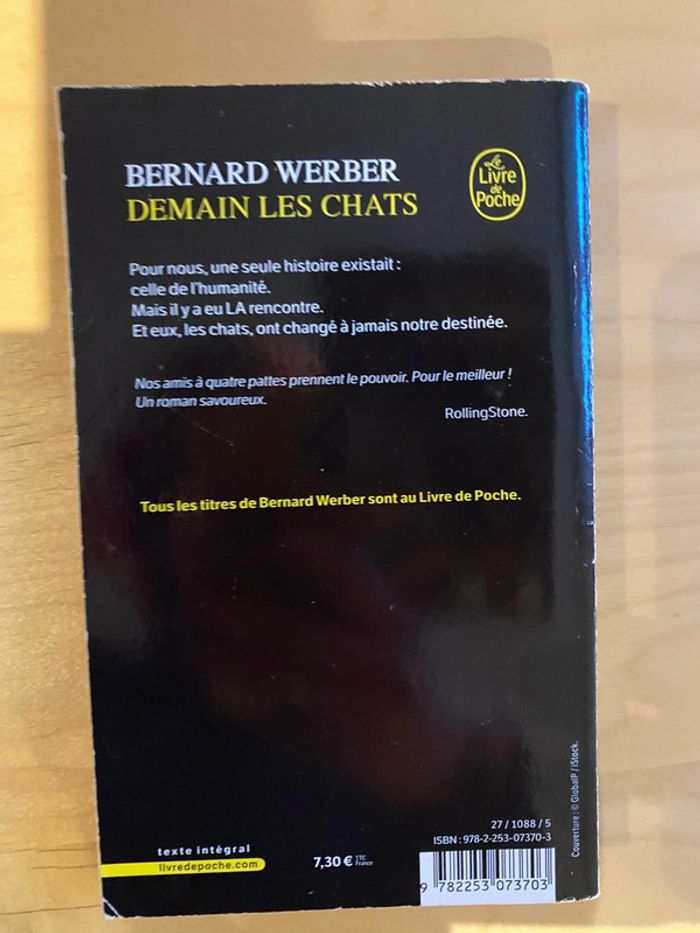 BERNARD WERBER
DEMAIN LES CHATS
Le
Livre
de
Poche
Pour nous, une seule histoire existait :
celle de l'humanité.
Mais il y a eu LA rencontre.
Et eux, les chats, ont changé à jamais notre destinée.
Nos amis à quatre pattes prennent le pouvoir. Pour le meilleur !
Un roman savoureux.
RollingStone.
Tous les titres de Bernard Werber sont au Livre de Poche.
Couverture : © GlobalP / iStock.
texte intégral
livredepoche.com
7,30 € TTC
France
27 / 1088 / 5
ISBN : 978-2-253-07370-3
9 782253 073703